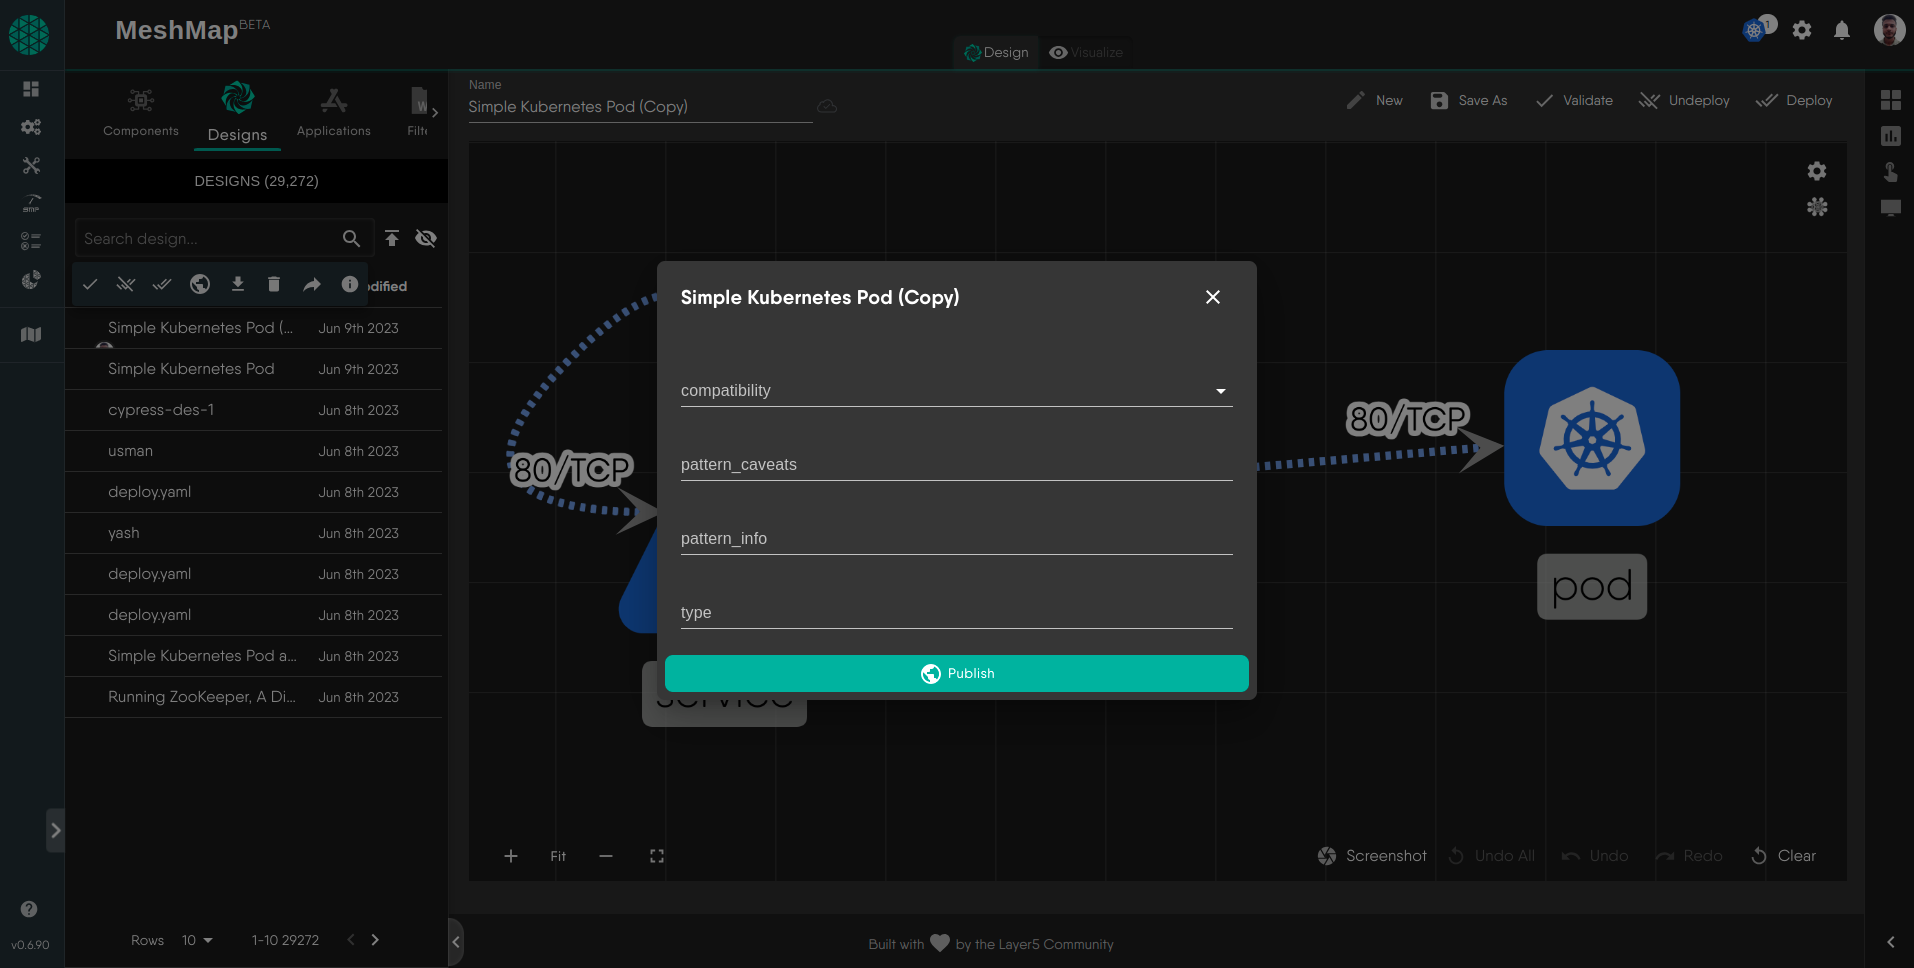 MeshMap BETA
1
Design
Visualize
Components
Designs
Applications
W
Filte
Name
Simple Kubernetes Pod (Copy)
New
Save As
Validate
Undeploy
Deploy
DESIGNS (29,272)
Search design...
SMP
odified
Simple Kubernetes Pod (... Jun 9th 2023
Simple Kubernetes Pod Jun 9th 2023
cypress-des-1 Jun 8th 2023
usman Jun 8th 2023
deploy.yaml Jun 8th 2023
yash Jun 8th 2023
deploy.yaml Jun 8th 2023
deploy.yaml Jun 8th 2023
Simple Kubernetes Pod a... Jun 8th 2023
Running ZooKeeper, A Di... Jun 8th 2023
Simple Kubernetes Pod (Copy)
compatibility
pattern_caveats
pattern_info
type
Publish
80/TCP
80/TCP
pod
service
Fit
Screenshot
Undo All
Undo
Redo
Clear
v0.6.90
Rows 10 1-10 29272
Built with by the Layer5 Community